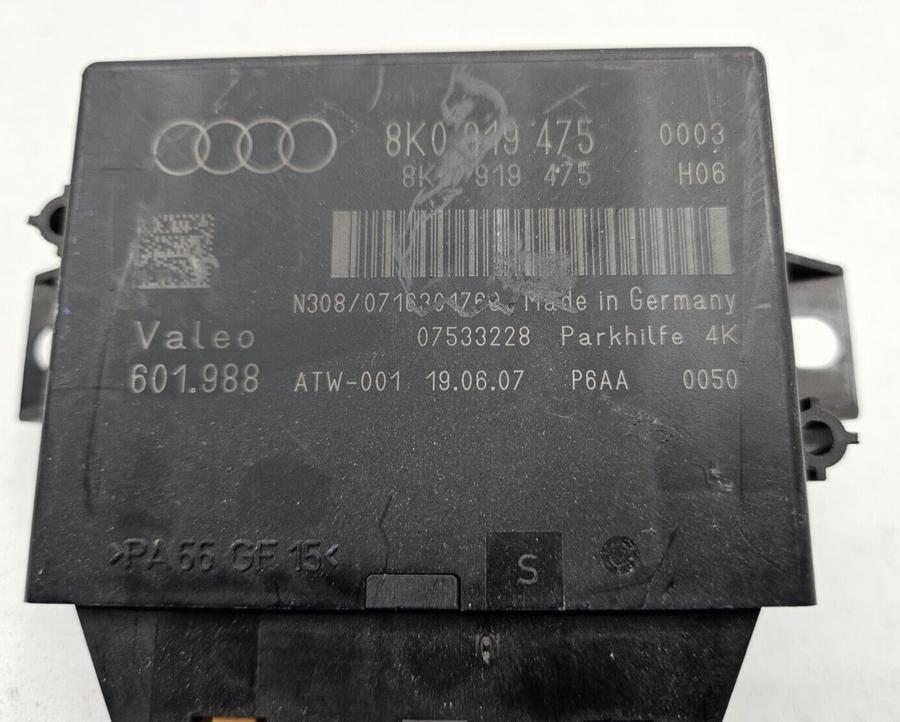 8K0 919 475 0003
8K 919 475 H06
Made in Germany
Valeo 07533228 Parkhilfe 4K
601.988 ATW-001 19.06.07 P6AA 0050
>PA 66 GF 15<
S